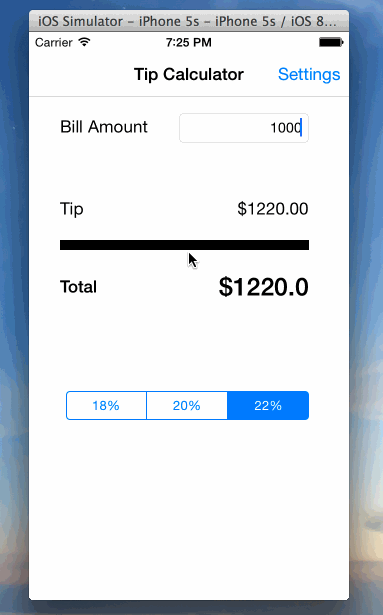 iOS Simulator – iPhone 5s – iPhone 5s / iOS 8...
Carrier 7:25 PM
Tip Calculator Settings
Bill Amount 1000
Tip $1220.00
Total $1220.0
18% 20% 22%